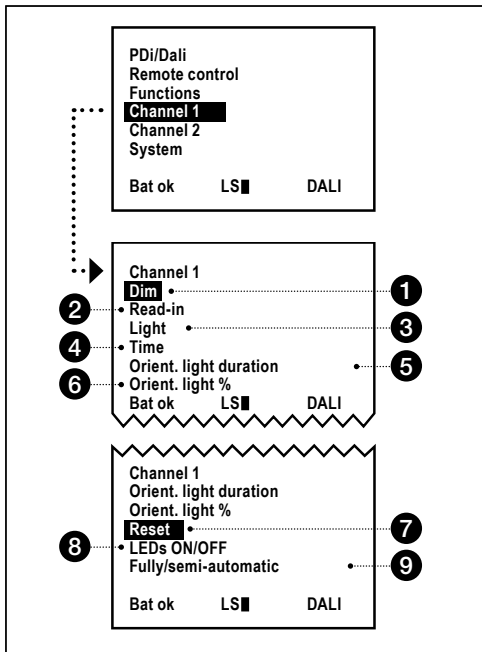 PDi/Dali
Remote control
Functions
Channel 1
Channel 2
System
Bat ok LS DALI
Channel 1
Dim 1
2 Read-in
Light 3
4 Time
Orient. light duration 5
6 Orient. light %
Bat ok LS DALI
Channel 1
Orient. light duration
Orient. light %
Reset 7
8 LEDs ON/OFF
Fully/semi-automatic 9
Bat ok LS DALI